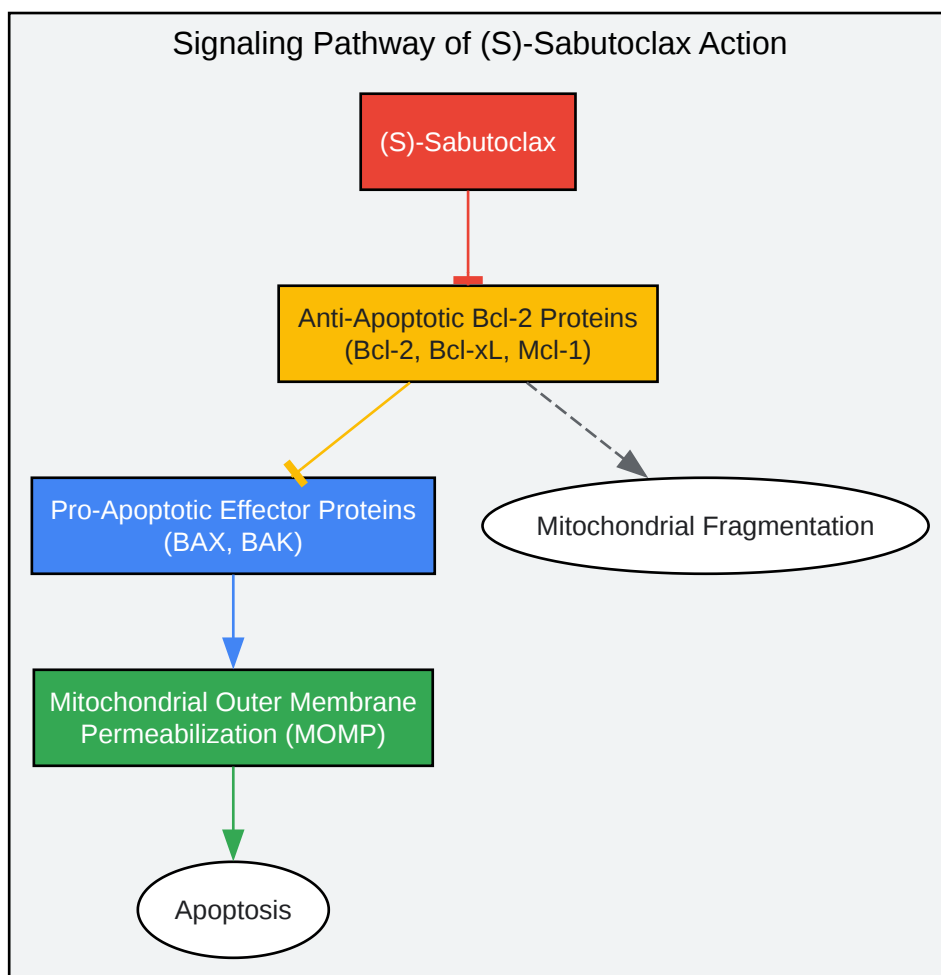 Signaling Pathway of (S)-Sabutoclax Action
(S)-Sabutoclax
Anti-Apoptotic Bcl-2 Proteins
(Bcl-2, Bcl-xL, Mcl-1)
Pro-Apoptotic Effector Proteins
(BAX, BAK)
Mitochondrial Fragmentation
Mitochondrial Outer Membrane
Permeabilization (MOMP)
Apoptosis